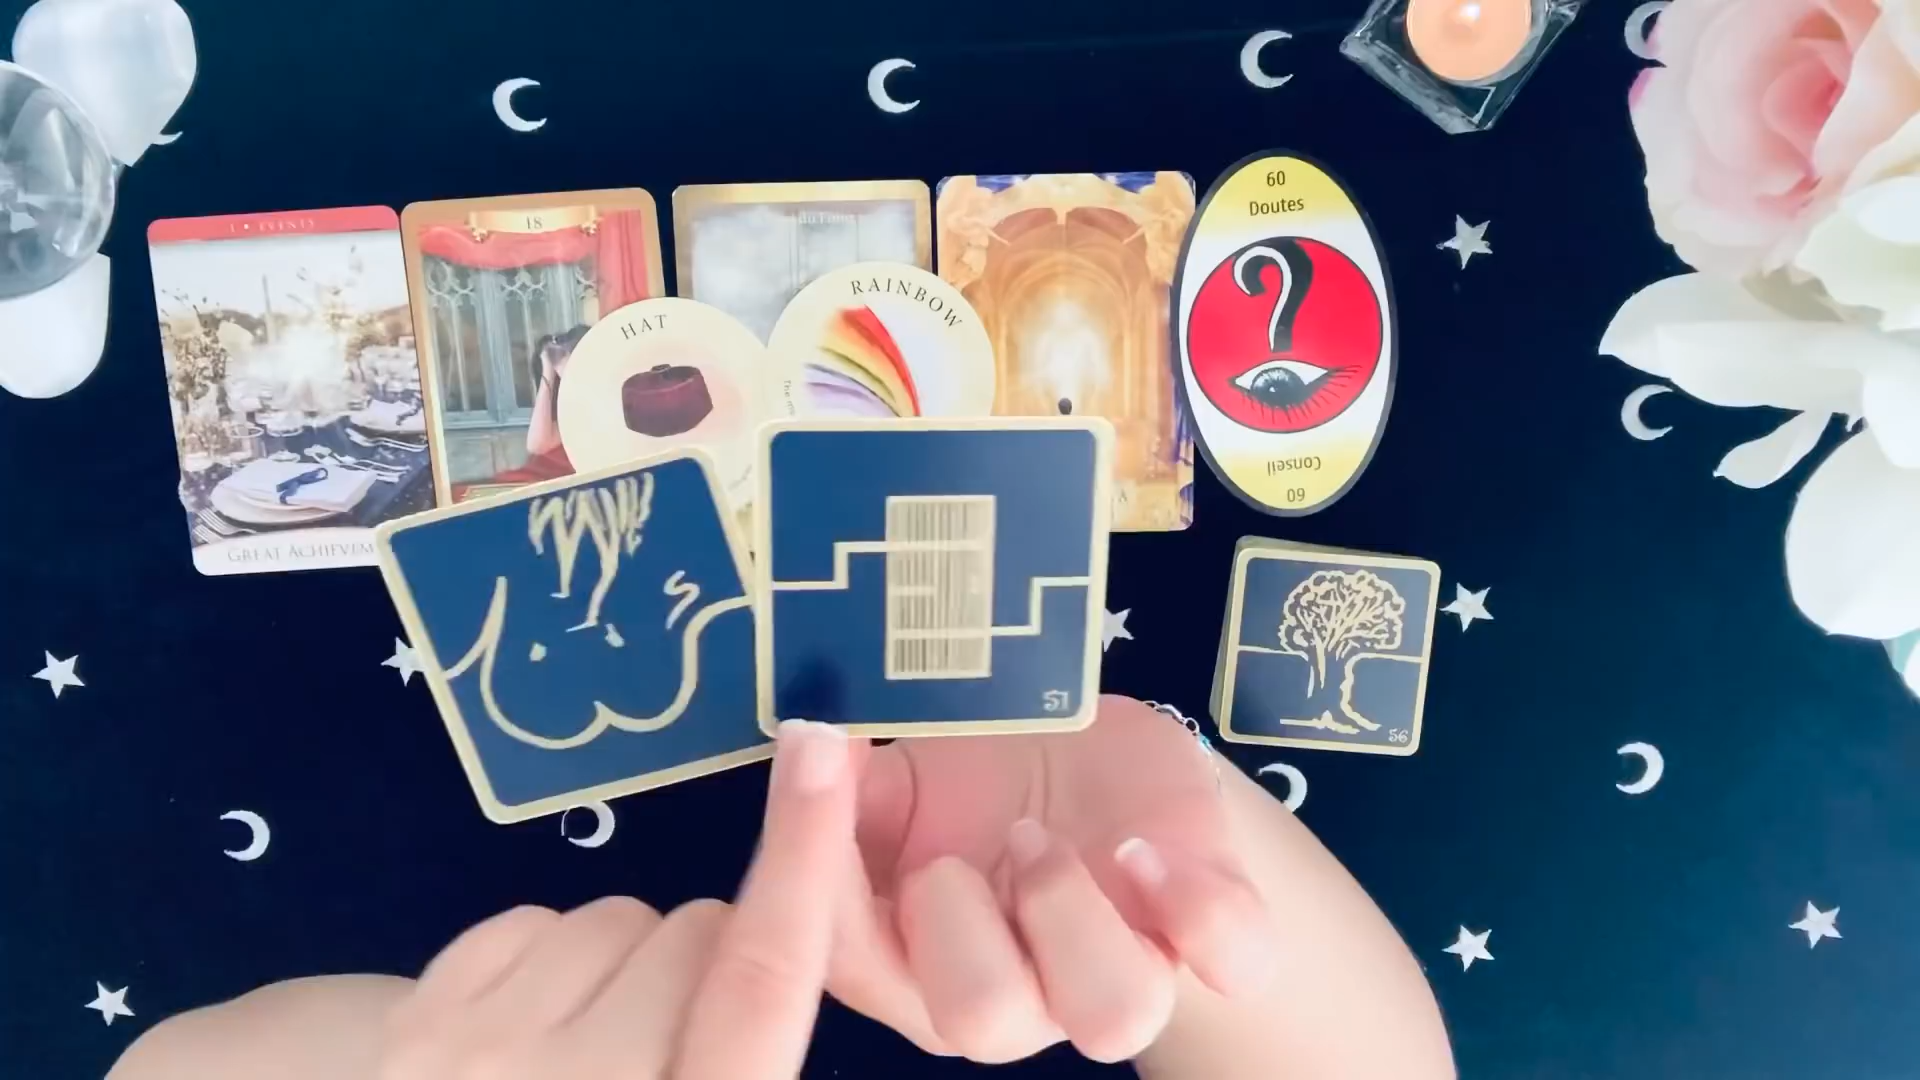 1 • EVENTS
GREAT ACHIEVEM
18
HAT
RAINBOW
60
Doutes
Conseil
60
51
56